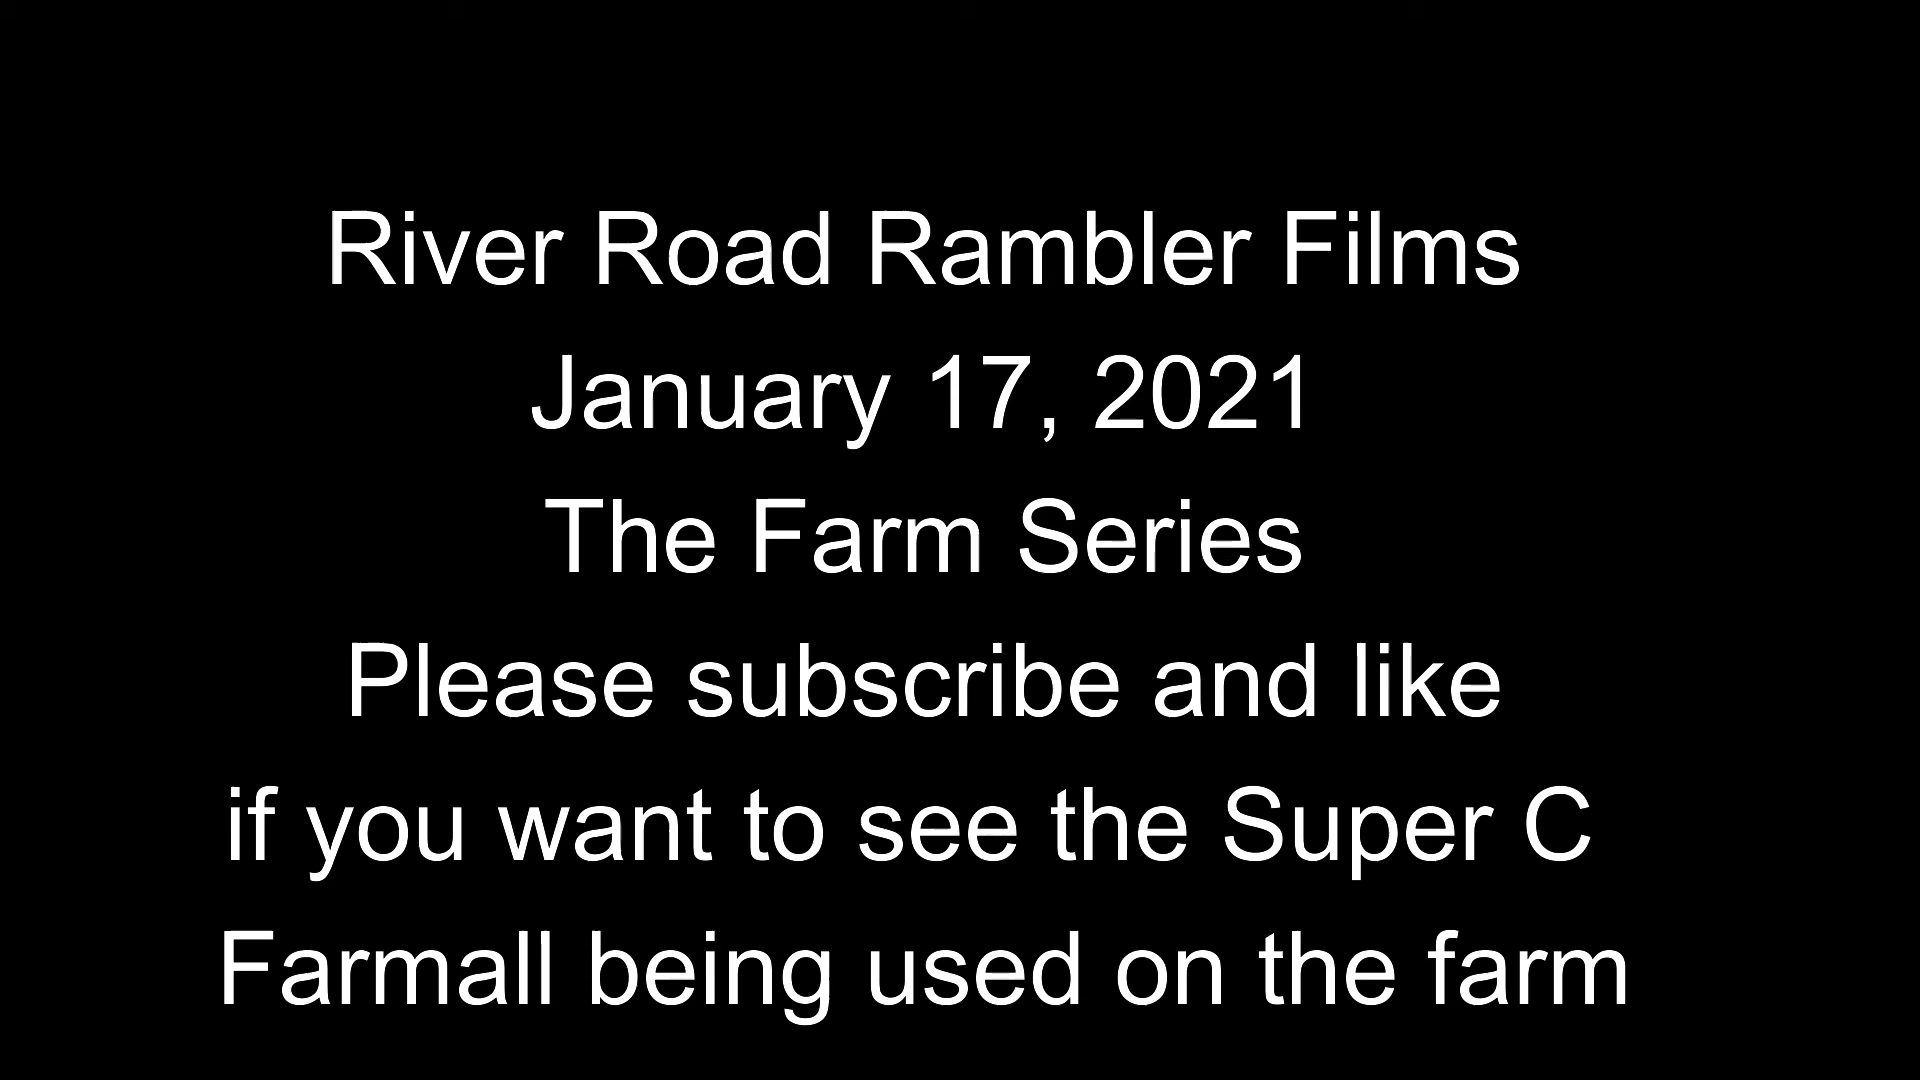 River Road Rambler Films
January 17, 2021
The Farm Series
Please subscribe and like
if you want to see the Super C
Farmall being used on the farm